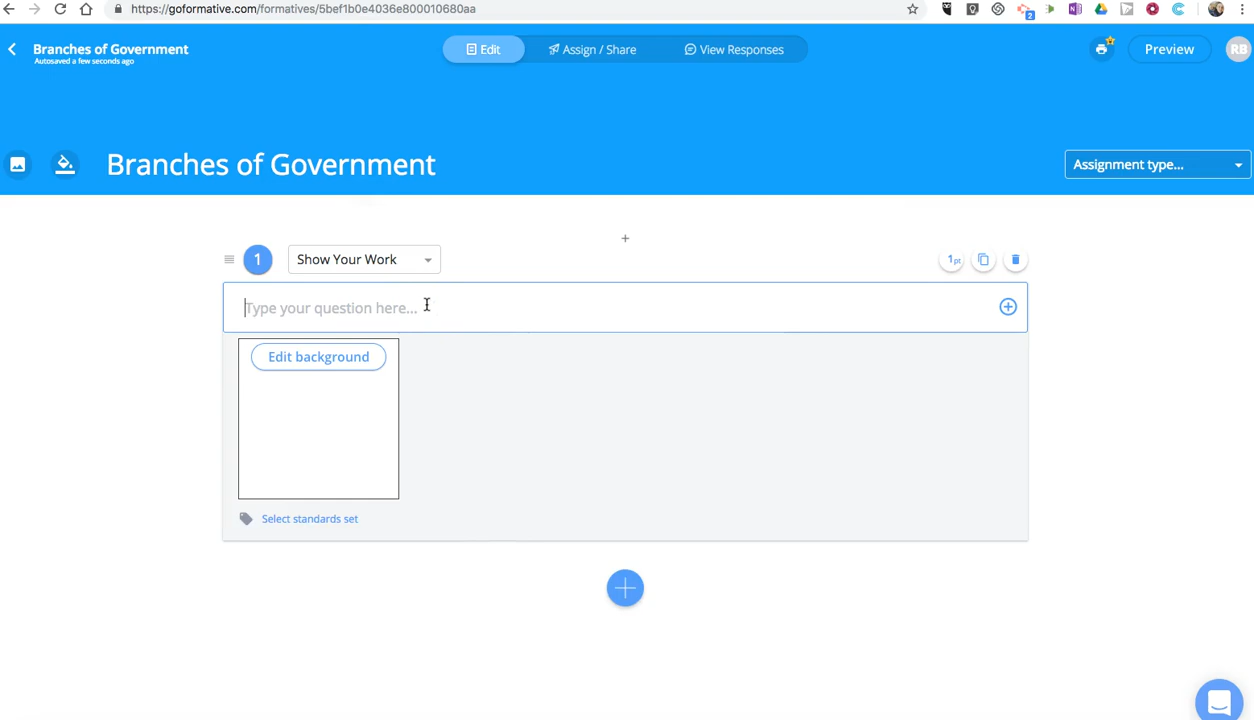 https://goformative.com/formatives/5bef1b0e4036e800010680aa
2
Branches of Government
Autosaved a few seconds ago
Edit
Assign / Share
View Responses
Preview
RB
Branches of Government
Assignment type...
1
Show Your Work
1pt
Type your question here...
Edit background
Select standards set